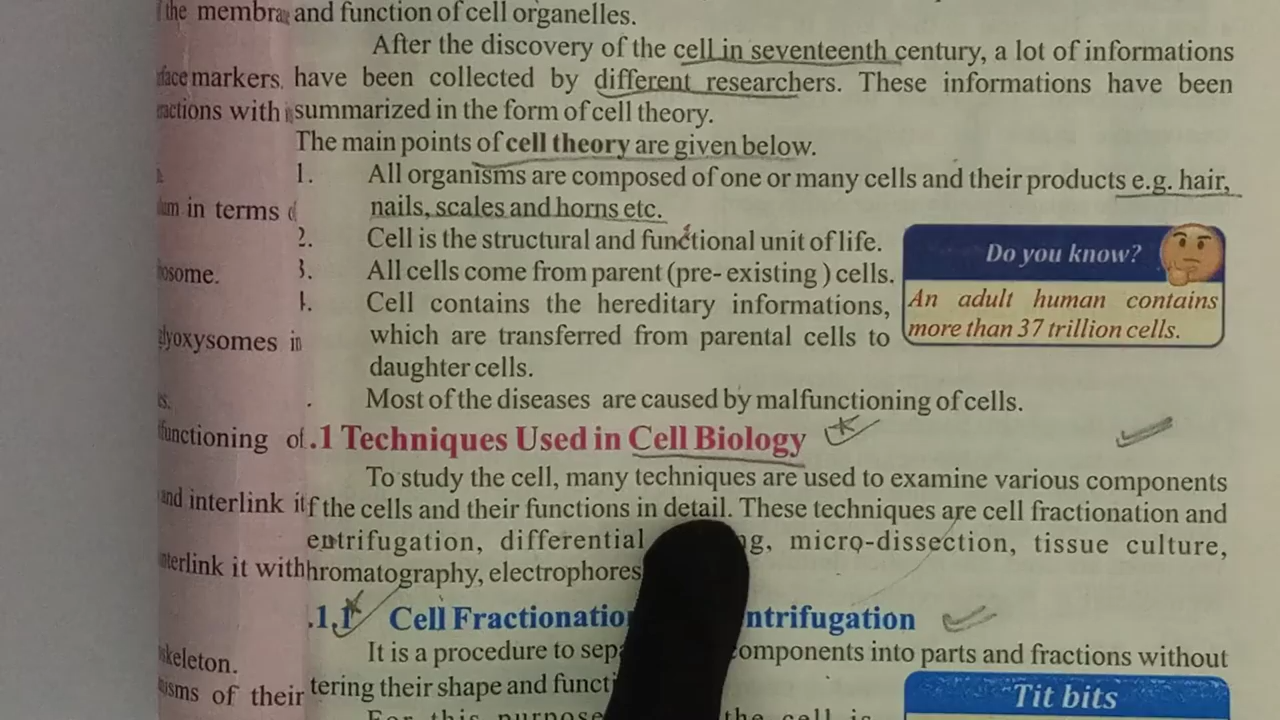 the membra
face markers,
actions with
um in terms
osome.
lyoxysomes in
s.
functioning of
and interlink it
nterlink it with
skeleton.
isms of their
and function of cell organelles.
After the discovery of the cell in seventeenth century, a lot of informations
have been collected by different researchers. These informations have been
summarized in the form of cell theory.
The main points of cell theory are given below.
1. All organisms are composed of one or many cells and their products e.g. hair,
nails, scales and horns etc.
2. Cell is the structural and functional unit of life.
3. All cells come from parent (pre-existing ) cells.
Cell contains the hereditary informations,
which are transferred from parental cells to
daughter cells.
. Most of the diseases are caused by malfunctioning of cells.
Do you know?
An adult human contains
more than 37 trillion cells.
.1 Techniques Used in Cell Biology
To study the cell, many techniques are used to examine various components
f the cells and their functions in detail. These techniques are cell fractionation and
entrifugation, differential ng, micro-dissection, tissue culture,
hromatography, electrophores
.1.1 Cell Fractionatio ntrifugation
It is a procedure to sep omponents into parts and fractions without
tering their shape and functi
For this purpose the cell is
Tit bits